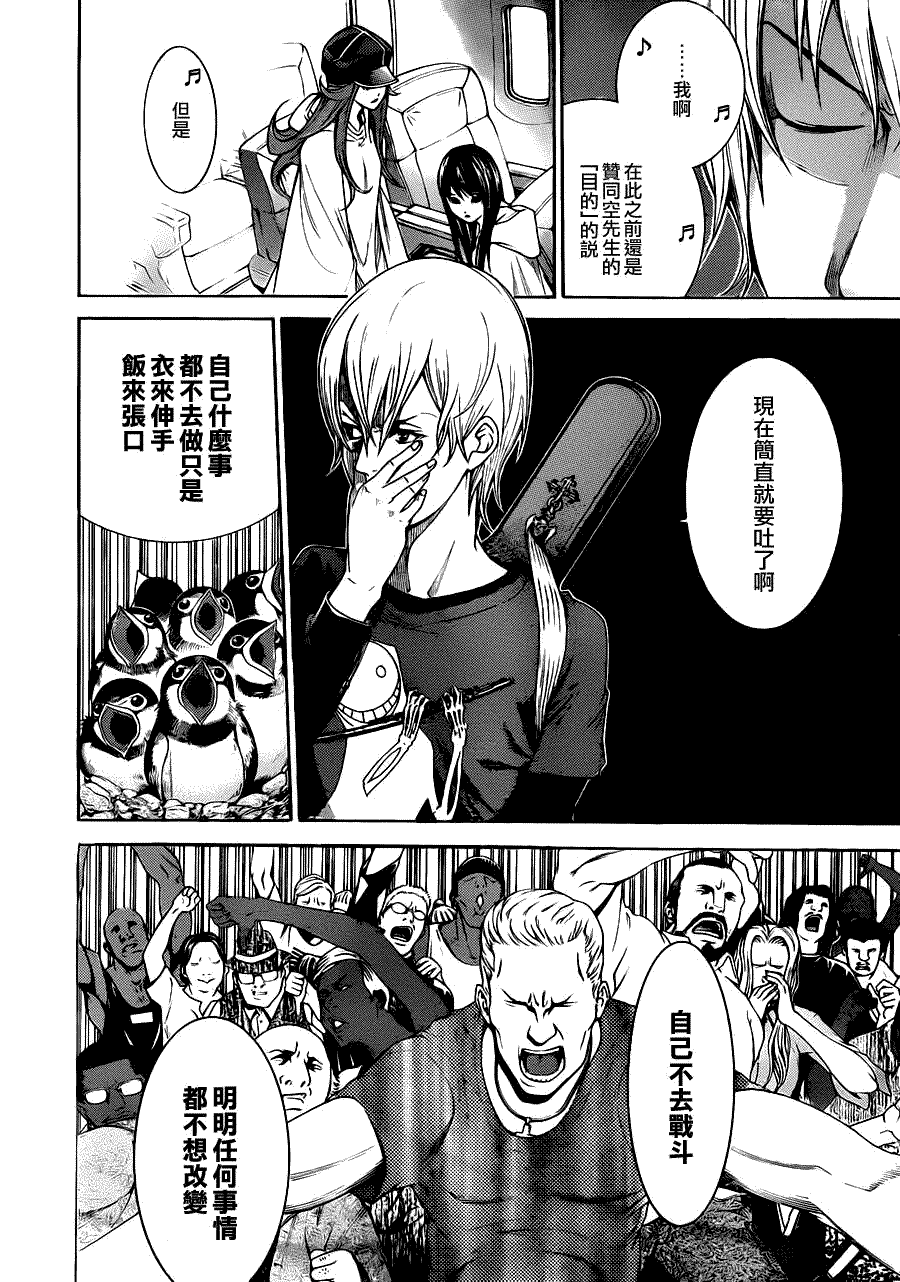 ……我啊
在此之前還是
贊同空先生的
「目的」的説
但是
現在簡直就要吐了啊
自己什麼事
都不去做只是
衣來伸手
飯來張口
自己不去戰斗
明明任何事情
都不想改變